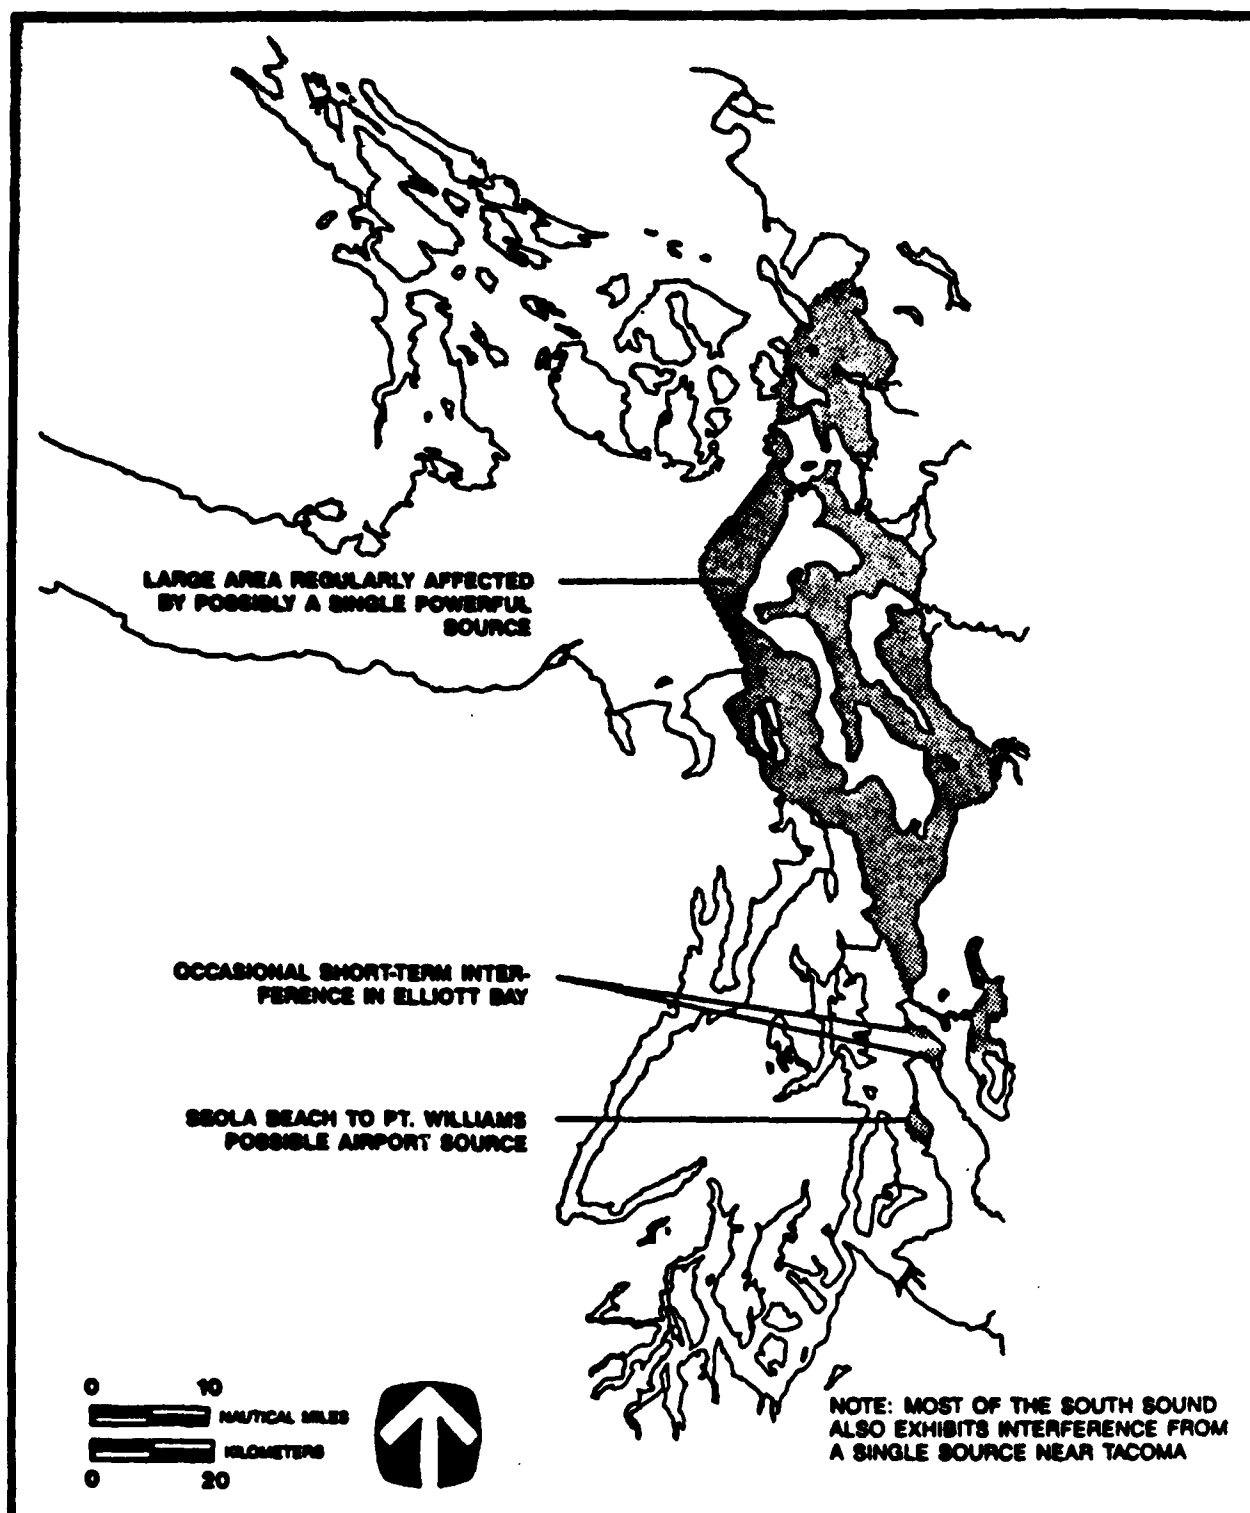 LARGE AREA REGULARLY AFFECTED
BY POSSIBLY A SINGLE POWERFUL
SOURCE
OCCASIONAL SHORT-TERM INTER-
FERENCE IN ELLIOTT BAY
SEOLA BEACH TO PT. WILLIAMS
POSSIBLE AIRPORT SOURCE
0 10
NAUTICAL MILES
KILOMETERS
0 20
NOTE: MOST OF THE SOUTH SOUND
ALSO EXHIBITS INTERFERENCE FROM
A SINGLE SOURCE NEAR TACOMA